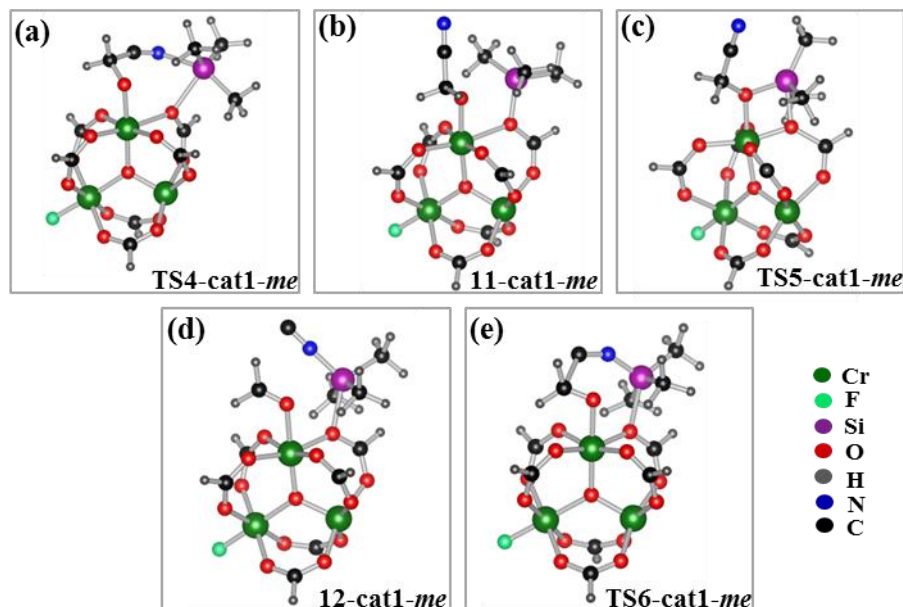 (a)
TS4-cat1-me
(b)
11-cat1-me
(c)
TS5-cat1-me
(d)
12-cat1-me
(e)
TS6-cat1-me
Cr
F
Si
O
H
N
C